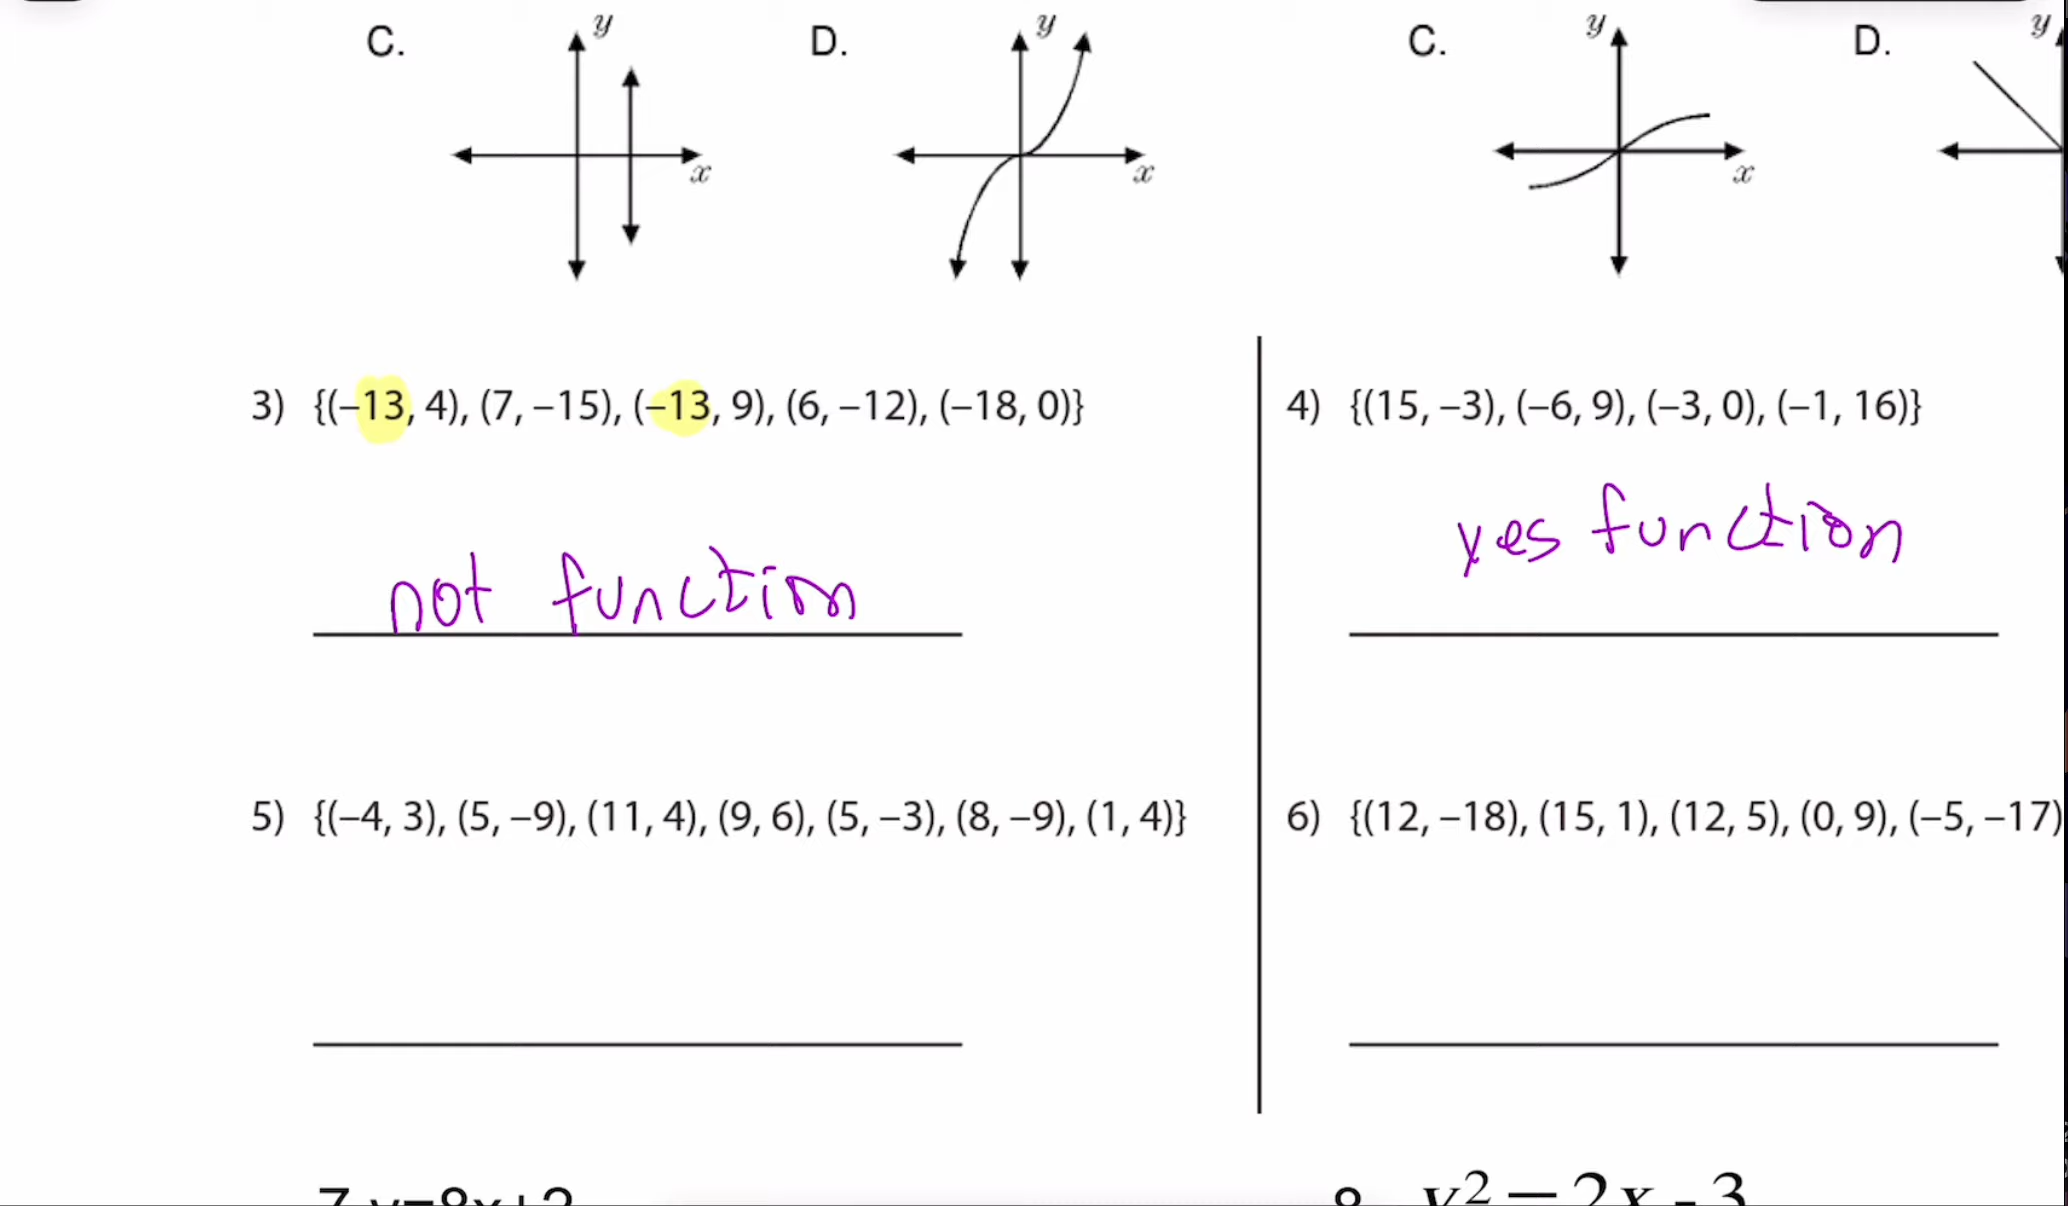 C. y x D. y x C. y x D. y
3) {(–13, 4), (7, –15), (–13, 9), (6, –12), (–18, 0)}
not function
4) {(15, –3), (–6, 9), (–3, 0), (–1, 16)}
yes function
5) {(–4, 3), (5, –9), (11, 4), (9, 6), (5, –3), (8, –9), (1, 4)}
6) {(12, –18), (15, 1), (12, 5), (0, 9), (–5, –17)